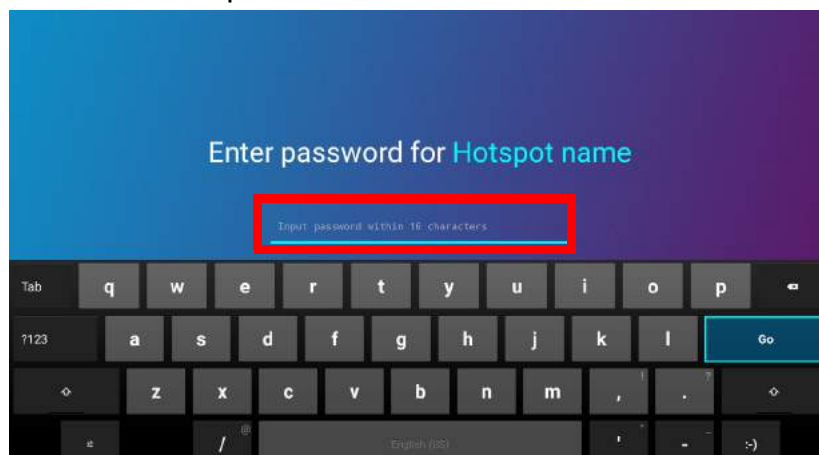 Enter password for Hotspot name
Input password within 16 characters
Tab q w e r t y u i o p
?123 a s d f g h j k l Go
z x c v b n m , ! . ?
/ @ English (US) ' " - _ :-)